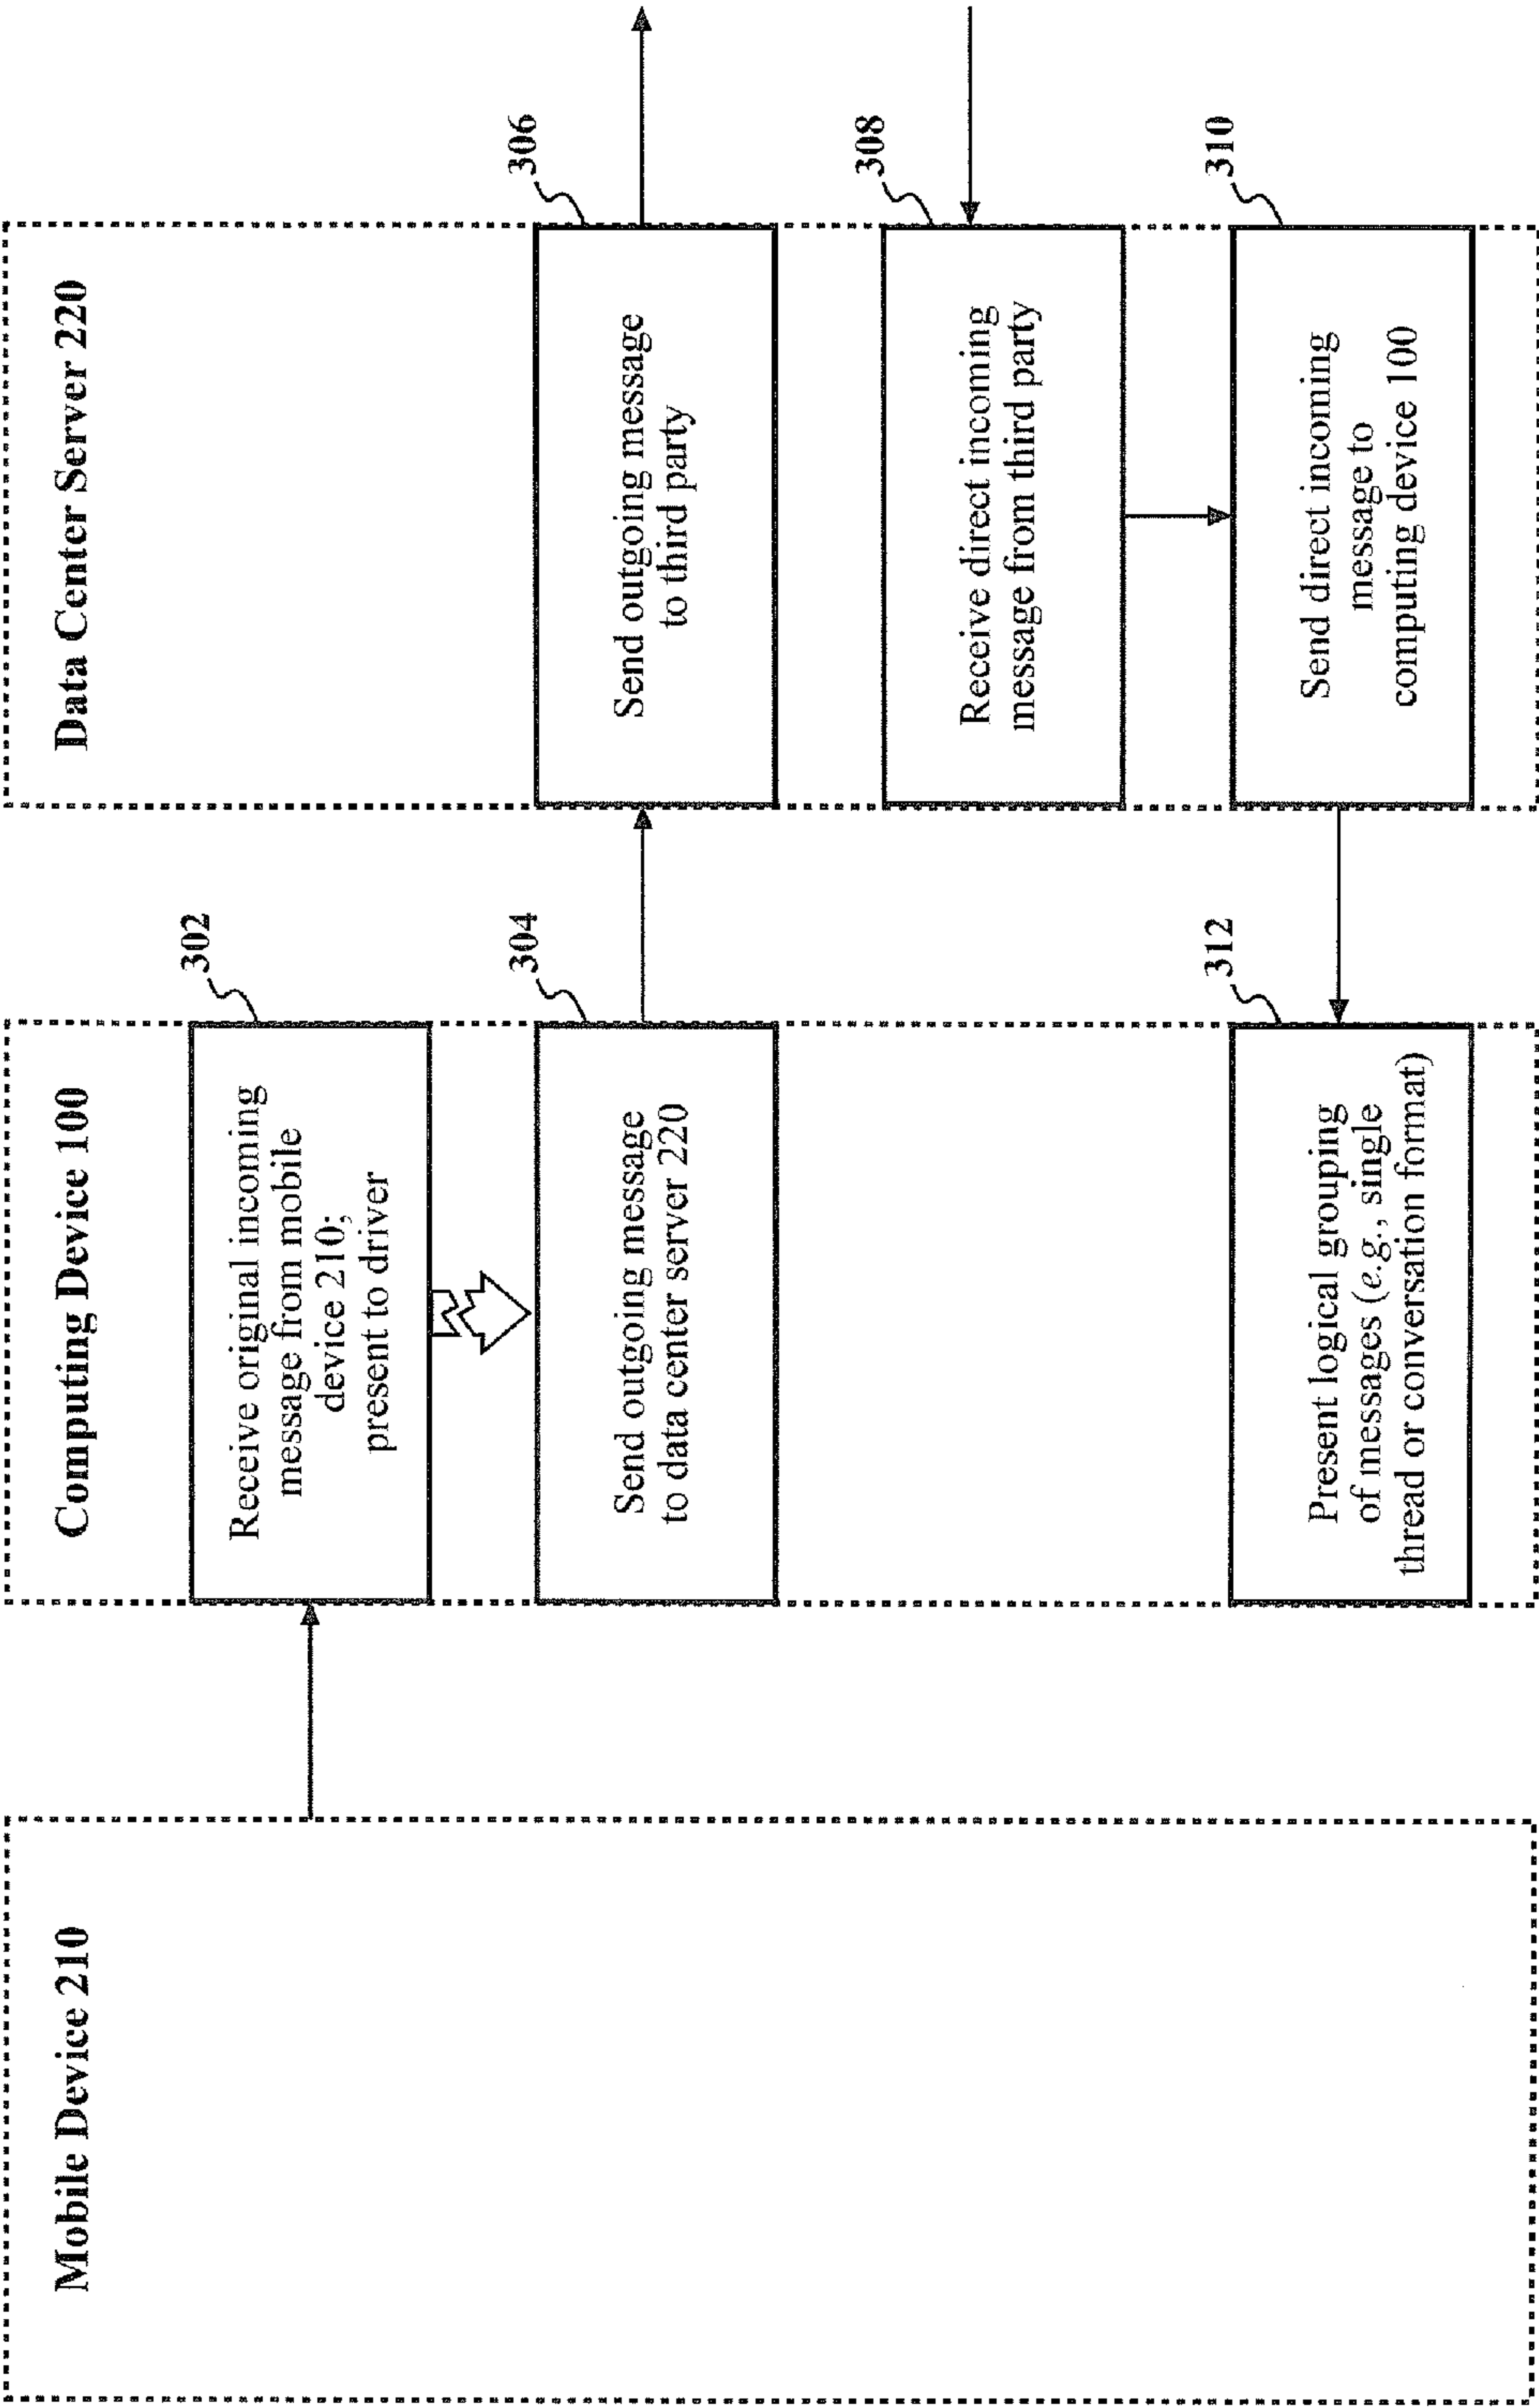 Mobile Device 210
Computing Device 100
Data Center Server 220
302
Receive original incoming
message from mobile
device 210;
present to driver
304
Send outgoing message
to data center server 220
306
Send outgoing message
to third party
308
Receive direct incoming
message from third party
310
Send direct incoming
message to
computing device 100
312
Present logical grouping
of messages (e.g., single
thread or conversation format)